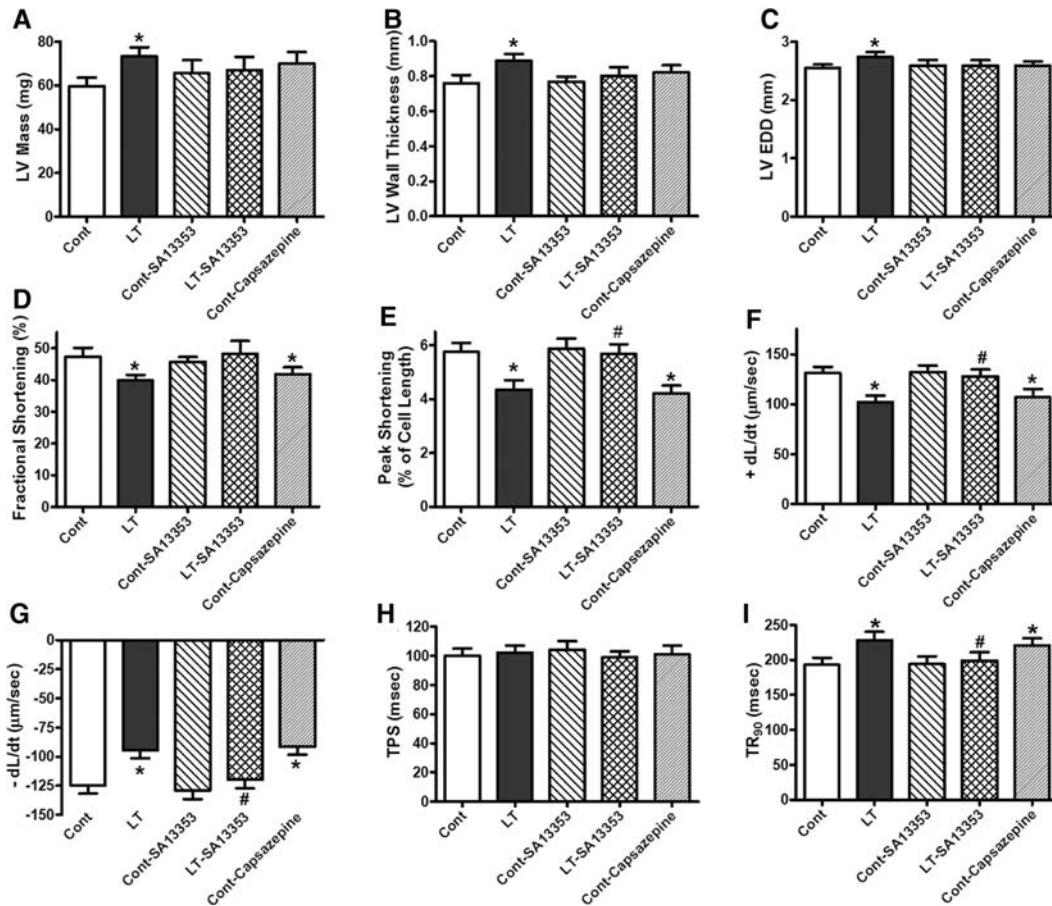 A
LV Mass (mg)
80
60
40
20
0
*
Cont
LT
Cont-SA13353
LT-SA13353
Cont-Capsazepine
B
LV Wall Thickness (mm)
1.0
0.8
0.6
0.4
0.2
0.0
*
Cont
LT
Cont-SA13353
LT-SA13353
Cont-Capsazepine
C
LV EDD (mm)
3
2
1
0
*
Cont
LT
Cont-SA13353
LT-SA13353
Cont-Capsazepine
D
Fractional Shortening (%)
50
40
30
20
10
0
*
*
Cont
LT
Cont-SA13353
LT-SA13353
Cont-Capsazepine
E
Peak Shortening
(% of Cell Length)
6
4
2
0
*
#
*
Cont
LT
Cont-SA13353
LT-SA13353
Cont-Capsezapine
F
+ dL/dt (µm/sec)
150
100
50
0
*
#
*
Cont
LT
Cont-SA13353
LT-SA13353
Cont-Capsazepine
G
- dL/dt (µm/sec)
0
-25
-50
-75
-100
-125
-150
*
#
*
Cont
LT
Cont-SA13353
LT-SA13353
Cont-Capsazepine
H
TPS (msec)
120
100
80
60
40
20
0
Cont
LT
Cont-SA13353
LT-SA13353
Cont-Capsazepine
I
TR90 (msec)
250
200
150
100
50
0
*
#
*
Cont
LT
Cont-SA13353
LT-SA13353
Cont-Capsazepine